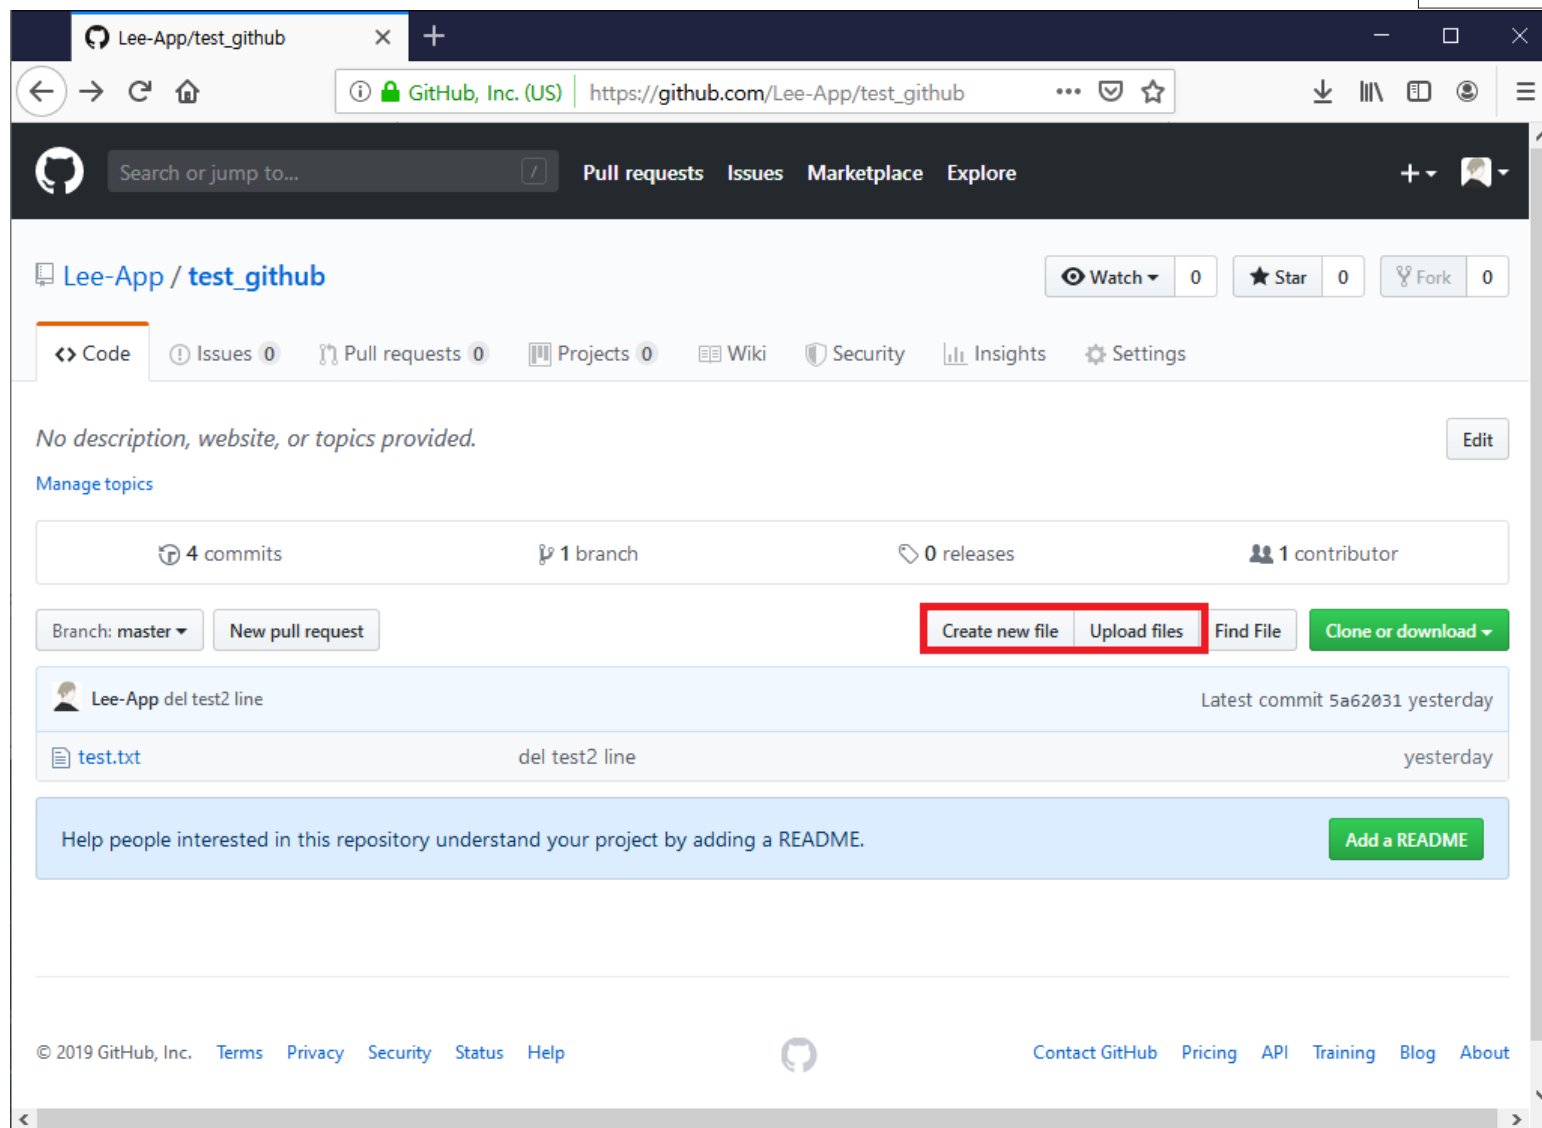 Lee-App/test_github
GitHub, Inc. (US) https://github.com/Lee-App/test_github
Search or jump to... / Pull requests Issues Marketplace Explore
Lee-App / test_github Watch 0 Star 0 Fork 0
Code Issues 0 Pull requests 0 Projects 0 Wiki Security Insights Settings
No description, website, or topics provided. Edit
Manage topics
4 commits 1 branch 0 releases 1 contributor
Branch: master New pull request Create new file Upload files Find File Clone or download
Lee-App del test2 line Latest commit 5a62031 yesterday
test.txt del test2 line yesterday
Help people interested in this repository understand your project by adding a README. Add a README
© 2019 GitHub, Inc. Terms Privacy Security Status Help Contact GitHub Pricing API Training Blog About